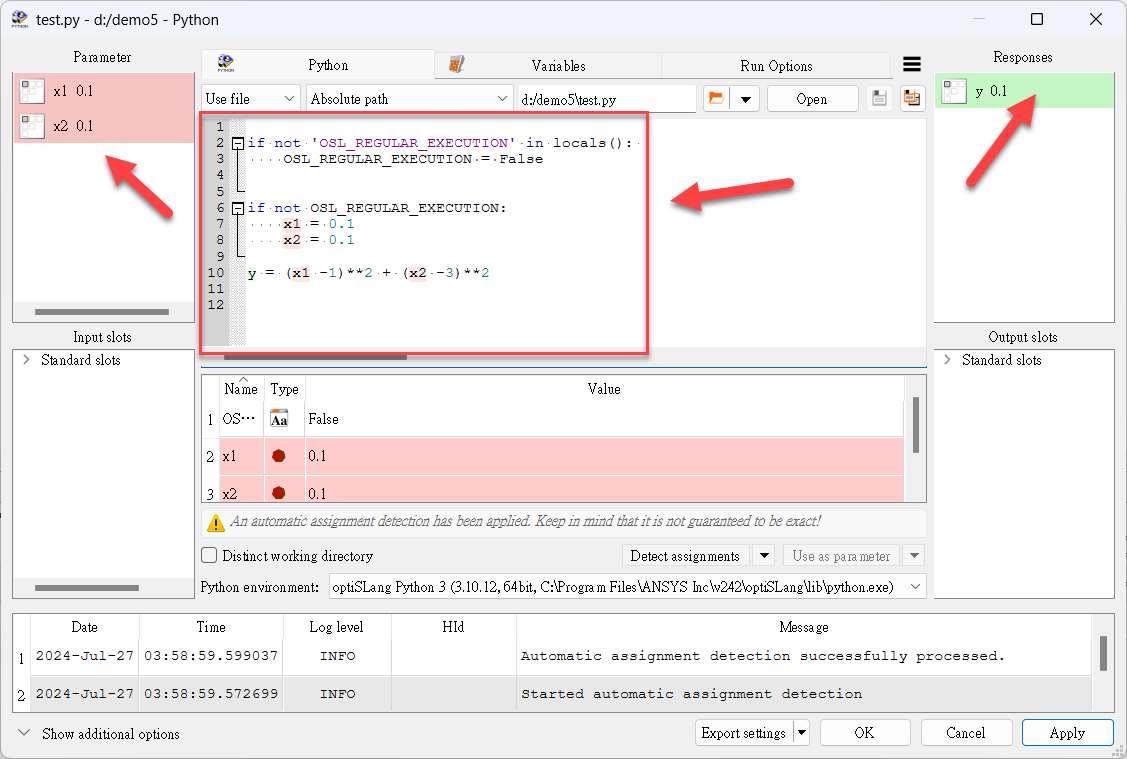 test.py - d:/demo5 - Python
Parameter
x1 0.1
x2 0.1
Input slots
Standard slots
Python
Variables
Run Options
Use file
Absolute path
d:/demo5\test.py
Open
1
2 if not 'OSL_REGULAR_EXECUTION' in locals():
3 OSL_REGULAR_EXECUTION = False
4
5
6 if not OSL_REGULAR_EXECUTION:
7 x1 = 0.1
8 x2 = 0.1
9
10 y = (x1 -1)**2 + (x2 -3)**2
11
12
Name Type Value
1 OS··· Aa False
2 x1 0.1
3 x2 0.1
An automatic assignment detection has been applied. Keep in mind that it is not guaranteed to be exact!
Distinct working directory
Detect assignments
Use as parameter
Python environment: optiSLang Python 3 (3.10.12, 64bit, C:\Program Files\ANSYS Inc\v242\optiSLang\lib\python.exe)
Responses
y 0.1
Output slots
Standard slots
Date Time Log level HId Message
1 2024-Jul-27 03:58:59.599037 INFO Automatic assignment detection successfully processed.
2 2024-Jul-27 03:58:59.572699 INFO Started automatic assignment detection
Show additional options
Export settings
OK
Cancel
Apply